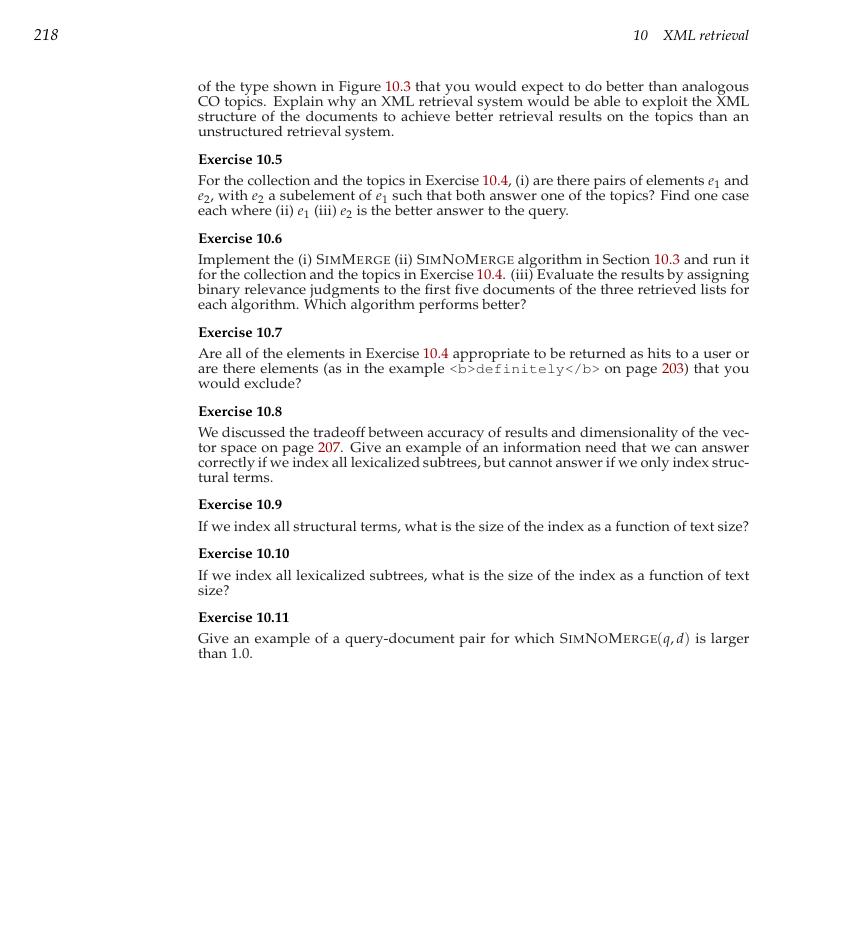 218
10 XML retrieval
of the type shown in Figure 10.3 that you would expect to do better than analogous
CO topics. Explain why an XML retrieval system would be able to exploit the XML
structure of the documents to achieve better retrieval results on the topics than an
unstructured retrieval system.
Exercise 10.5
For the collection and the topics in Exercise 10.4, (i) are there pairs of elements e1 and
e2, with e2 a subelement of e1 such that both answer one of the topics? Find one case
each where (ii) e1 (iii) e2 is the better answer to the query.
Exercise 10.6
Implement the (i) SIMMERGE (ii) SIMNOMERGE algorithm in Section 10.3 and run it
for the collection and the topics in Exercise 10.4. (iii) Evaluate the results by assigning
binary relevance judgments to the first five documents of the three retrieved lists for
each algorithm. Which algorithm performs better?
Exercise 10.7
Are all of the elements in Exercise 10.4 appropriate to be returned as hits to a user or
are there elements (as in the example <b>definitely</b> on page 203) that you
would exclude?
Exercise 10.8
We discussed the tradeoff between accuracy of results and dimensionality of the vec-
tor space on page 207. Give an example of an information need that we can answer
correctly if we index all lexicalized subtrees, but cannot answer if we only index struc-
tural terms.
Exercise 10.9
If we index all structural terms, what is the size of the index as a function of text size?
Exercise 10.10
If we index all lexicalized subtrees, what is the size of the index as a function of text
size?
Exercise 10.11
Give an example of a query-document pair for which SIMNOMERGE(q, d) is larger
than 1.0.